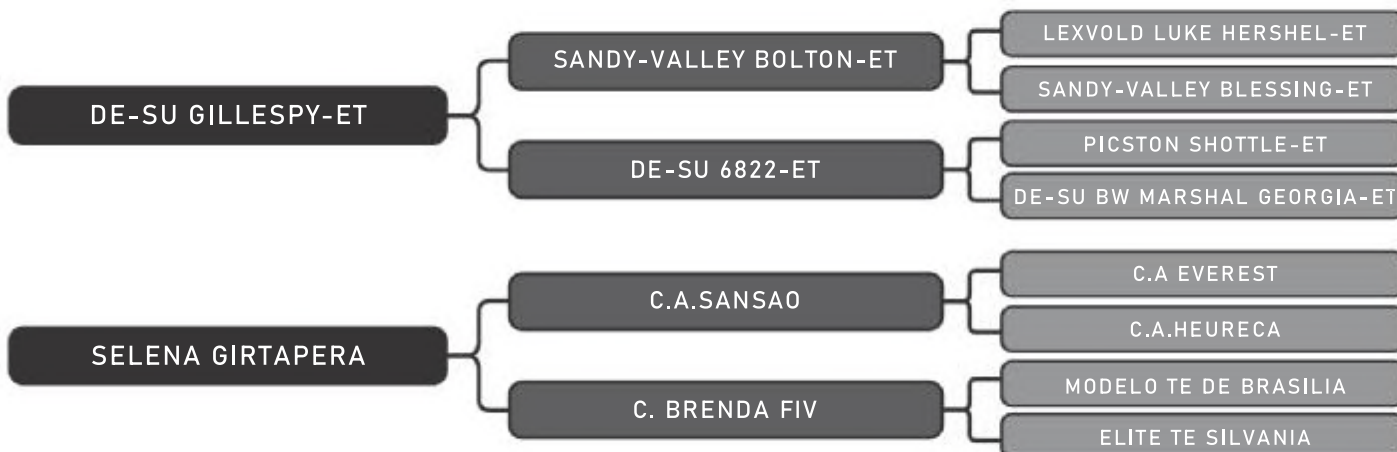 DE-SU GILLESPY-ET
SANDY-VALLEY BOLTON-ET
LEXVOLD LUKE HERSHEL-ET
SANDY-VALLEY BLESSING-ET
DE-SU 6822-ET
PICSTON SHOTTLE-ET
DE-SU BW MARSHAL GEORGIA-ET
SELENA GIRTAPERA
C.A.SANSAO
C.A EVEREST
C.A.HEURECA
C. BRENDA FIV
MODELO TE DE BRASILIA
ELITE TE SILVANIA